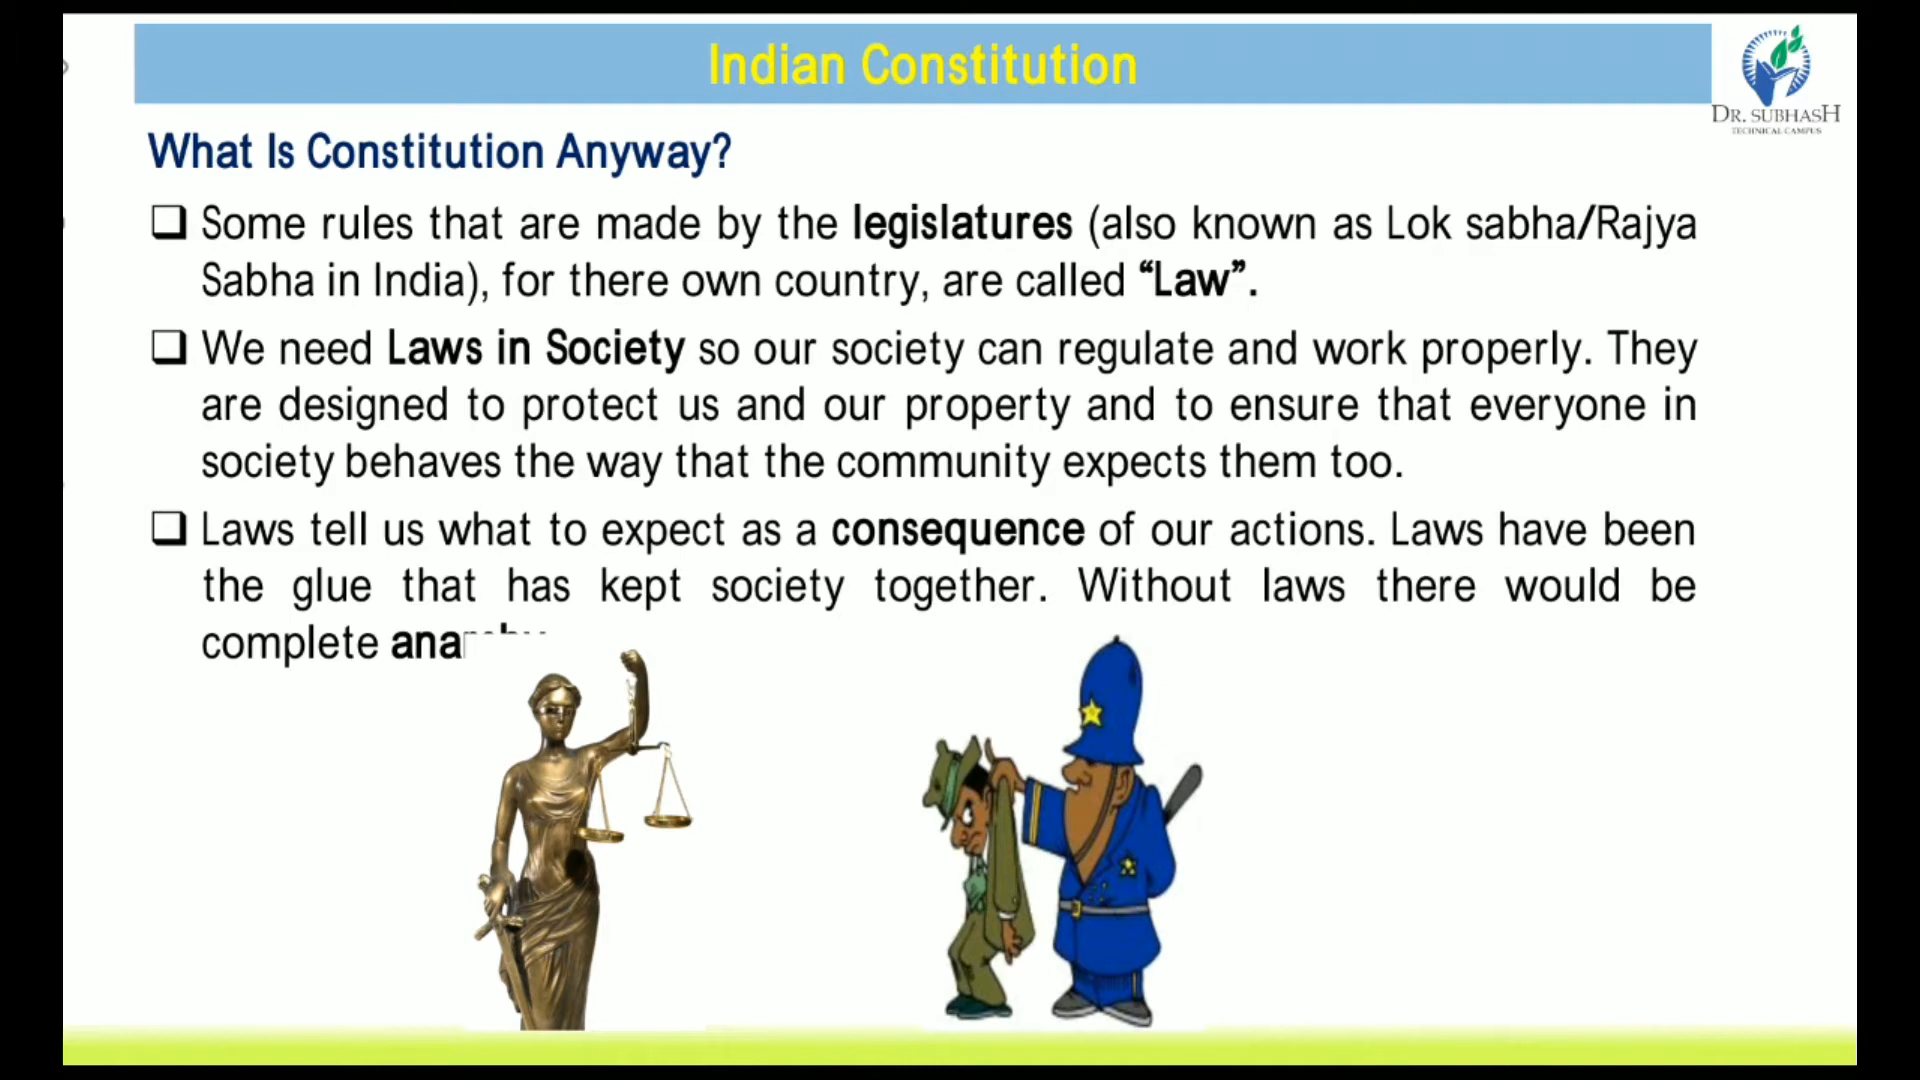 Indian Constitution
DR. SUBHASH
TECHNICAL CAMPUS
What Is Constitution Anyway?
Some rules that are made by the legislatures (also known as Lok sabha/Rajya
Sabha in India), for there own country, are called “Law”.
We need Laws in Society so our society can regulate and work properly. They
are designed to protect us and our property and to ensure that everyone in
society behaves the way that the community expects them too.
Laws tell us what to expect as a consequence of our actions. Laws have been
the glue that has kept society together. Without laws there would be
complete